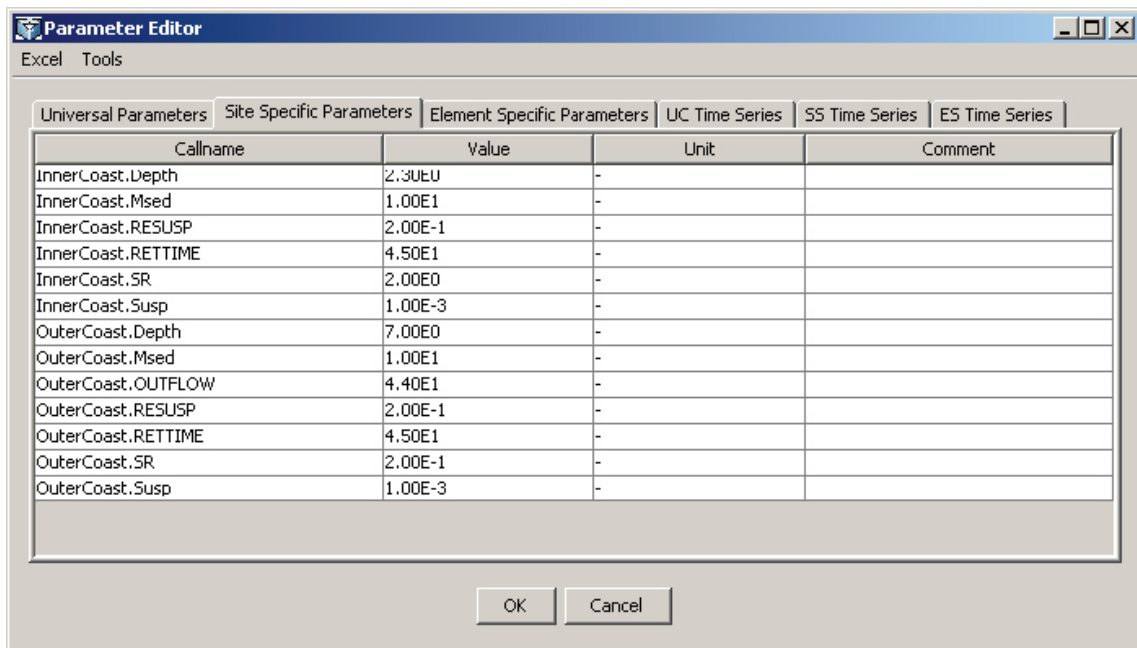 Parameter Editor
Excel Tools
Universal Parameters Site Specific Parameters Element Specific Parameters UC Time Series SS Time Series ES Time Series
Callname Value Unit Comment
InnerCoast.Depth 2.30E0 -
InnerCoast.Msed 1.00E1 -
InnerCoast.RESUSP 2.00E-1 -
InnerCoast.RETTIME 4.50E1 -
InnerCoast.SR 2.00E0 -
InnerCoast.Susp 1.00E-3 -
OuterCoast.Depth 7.00E0 -
OuterCoast.Msed 1.00E1 -
OuterCoast.OUTFLOW 4.40E1 -
OuterCoast.RESUSP 2.00E-1 -
OuterCoast.RETTIME 4.50E1 -
OuterCoast.SR 2.00E-1 -
OuterCoast.Susp 1.00E-3 -
OK Cancel